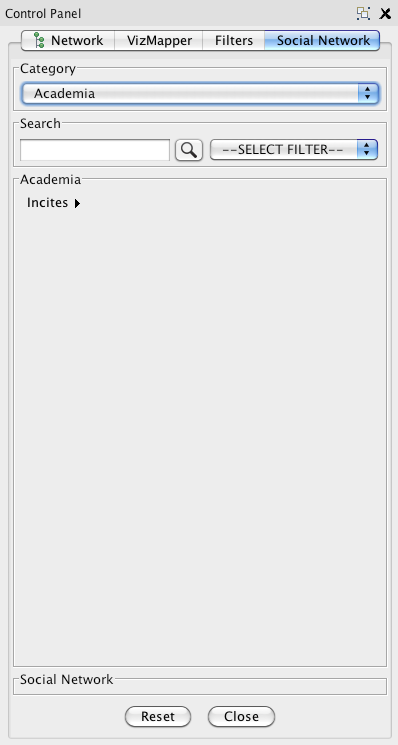 Control Panel
Network VizMapper Filters Social Network
Category
Academia
Search
--SELECT FILTER--
Academia
Incites
Social Network
Reset Close